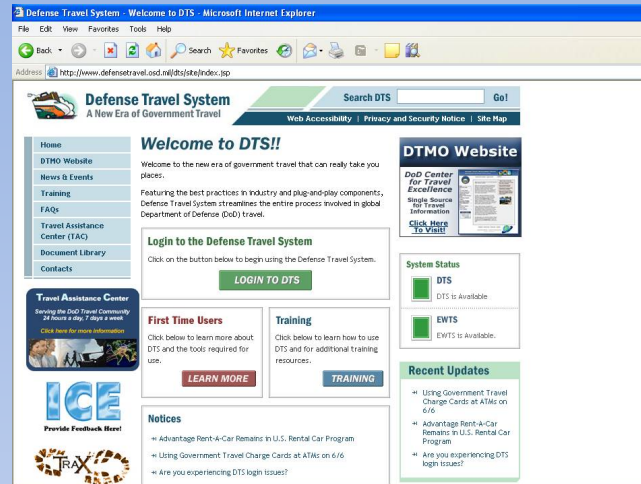 Defense Travel System - Welcome to DTS - Microsoft Internet Explorer
File Edit View Favorites Tools Help
Back Search Favorites
Address http://www.defensetravel.osd.mil/dts/site/index.jsp
Defense Travel System
A New Era of Government Travel
Search DTS Go!
Web Accessibility | Privacy and Security Notice | Site Map
Home
DTMO Website
News & Events
Training
FAQs
Travel Assistance
Center (TAC)
Document Library
Contacts
Travel Assistance Center
Serving the DoD Travel Community
24 hours a day, 7 days a week
Click here for more information
ICE
Provide Feedback Here!
TRAX
Welcome to DTS!!
Welcome to the new era of government travel that can really take you
places.
Featuring the best practices in industry and plug-and-play components,
Defense Travel System streamlines the entire process involved in global
Department of Defense (DoD) travel.
Login to the Defense Travel System
Click on the button below to begin using the Defense Travel System.
LOGIN TO DTS
First Time Users
Click below to learn more about
DTS and the tools required for
use.
LEARN MORE
Training
Click below to learn how to use
DTS and for additional training
resources.
TRAINING
Notices
Advantage Rent-A-Car Remains in U.S. Rental Car Program
Using Government Travel Charge Cards at ATMs on 6/6
Are you experiencing DTS login issues?
DTMO Website
DoD Center
for Travel
Excellence
Single Source
for Travel
Information
Click Here
To Visit!
System Status
DTS
DTS is Available
EWTS
EWTS is Available.
Recent Updates
Using Government Travel
Charge Cards at ATMs on
6/6
Advantage Rent-A-Car
Remains in U.S. Rental Car
Program
Are you experiencing DTS
login issues?